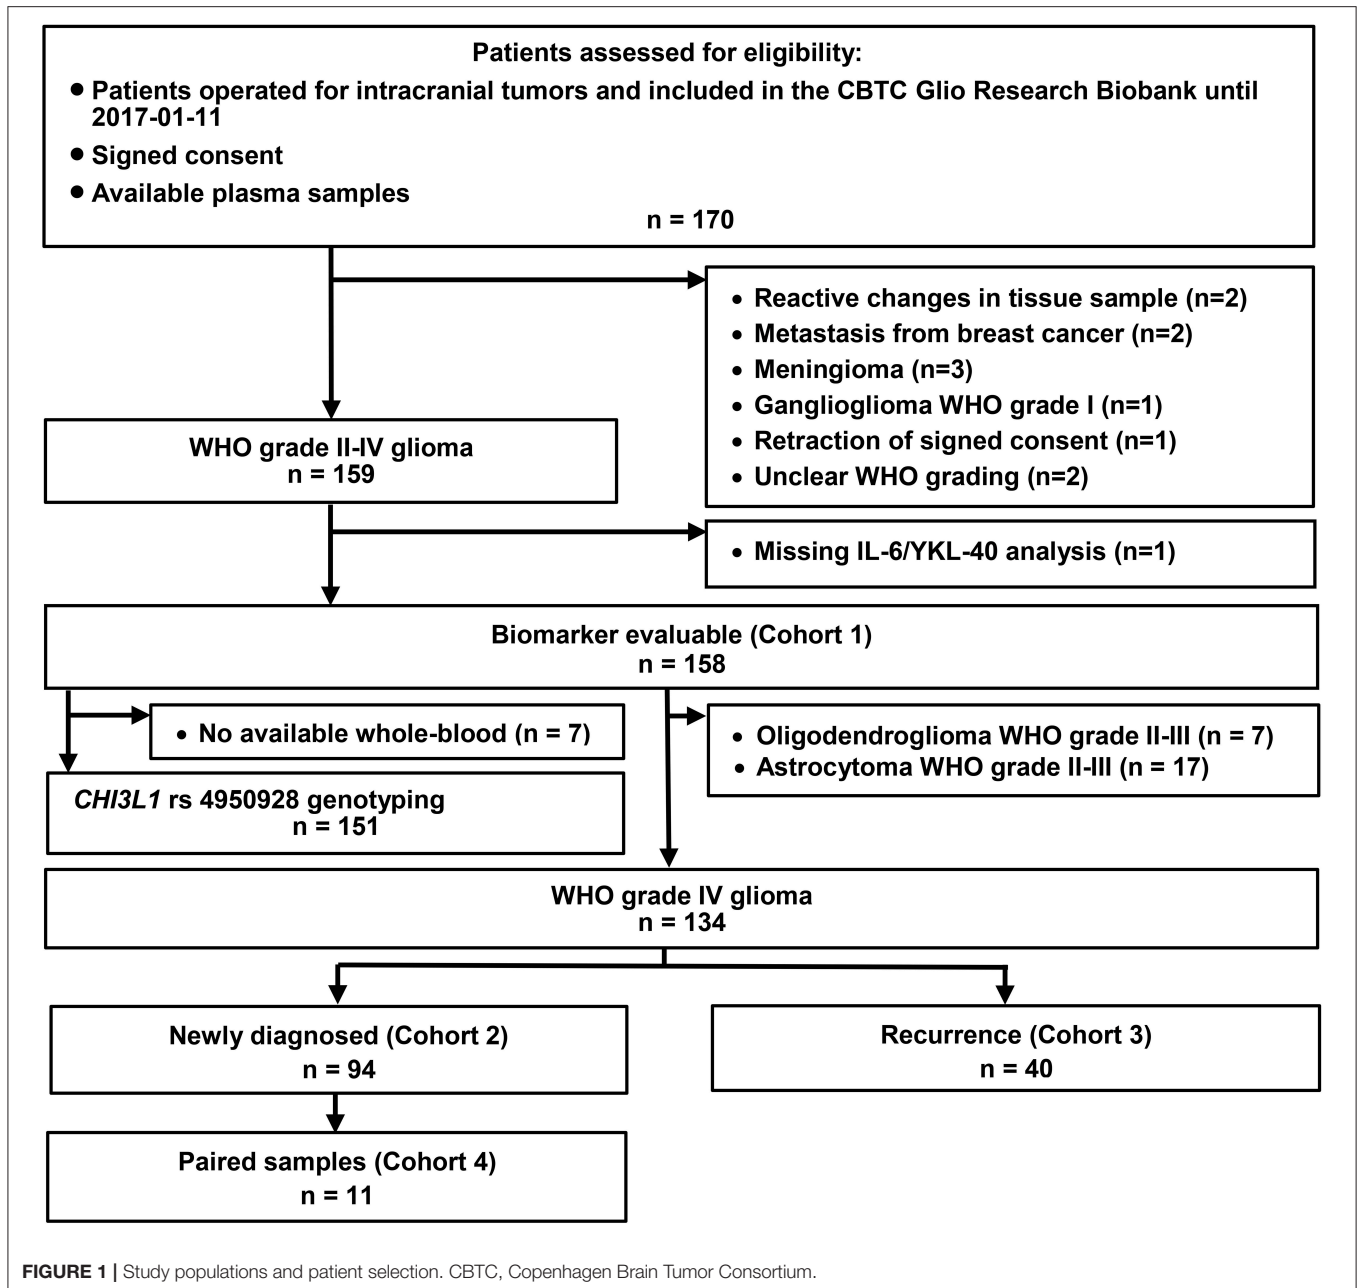 Patients assessed for eligibility:
● Patients operated for intracranial tumors and included in the CBTC Glio Research Biobank until
2017-01-11
● Signed consent
● Available plasma samples
n = 170
• Reactive changes in tissue sample (n=2)
• Metastasis from breast cancer (n=2)
• Meningioma (n=3)
• Ganglioglioma WHO grade I (n=1)
• Retraction of signed consent (n=1)
• Unclear WHO grading (n=2)
WHO grade II-IV glioma
n = 159
• Missing IL-6/YKL-40 analysis (n=1)
Biomarker evaluable (Cohort 1)
n = 158
• No available whole-blood (n = 7)
• Oligodendroglioma WHO grade II-III (n = 7)
• Astrocytoma WHO grade II-III (n = 17)
CHI3L1 rs 4950928 genotyping
n = 151
WHO grade IV glioma
n = 134
Newly diagnosed (Cohort 2)
n = 94
Recurrence (Cohort 3)
n = 40
Paired samples (Cohort 4)
n = 11
FIGURE 1 | Study populations and patient selection. CBTC, Copenhagen Brain Tumor Consortium.